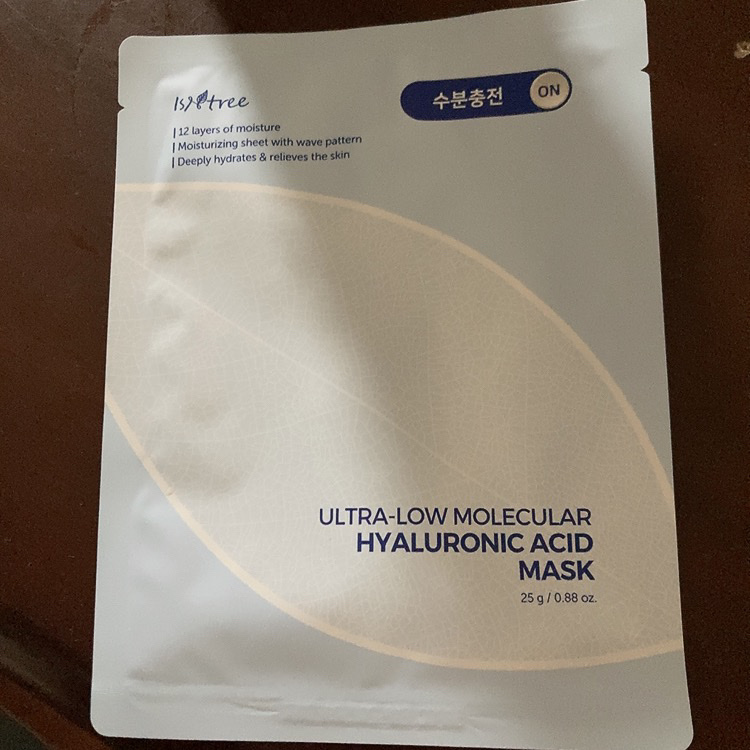 Isntree
수분충전 ON
| 12 layers of moisture
| Moisturizing sheet with wave pattern
| Deeply hydrates & relieves the skin
ULTRA-LOW MOLECULAR
HYALURONIC ACID
MASK
25 g / 0.88 oz.